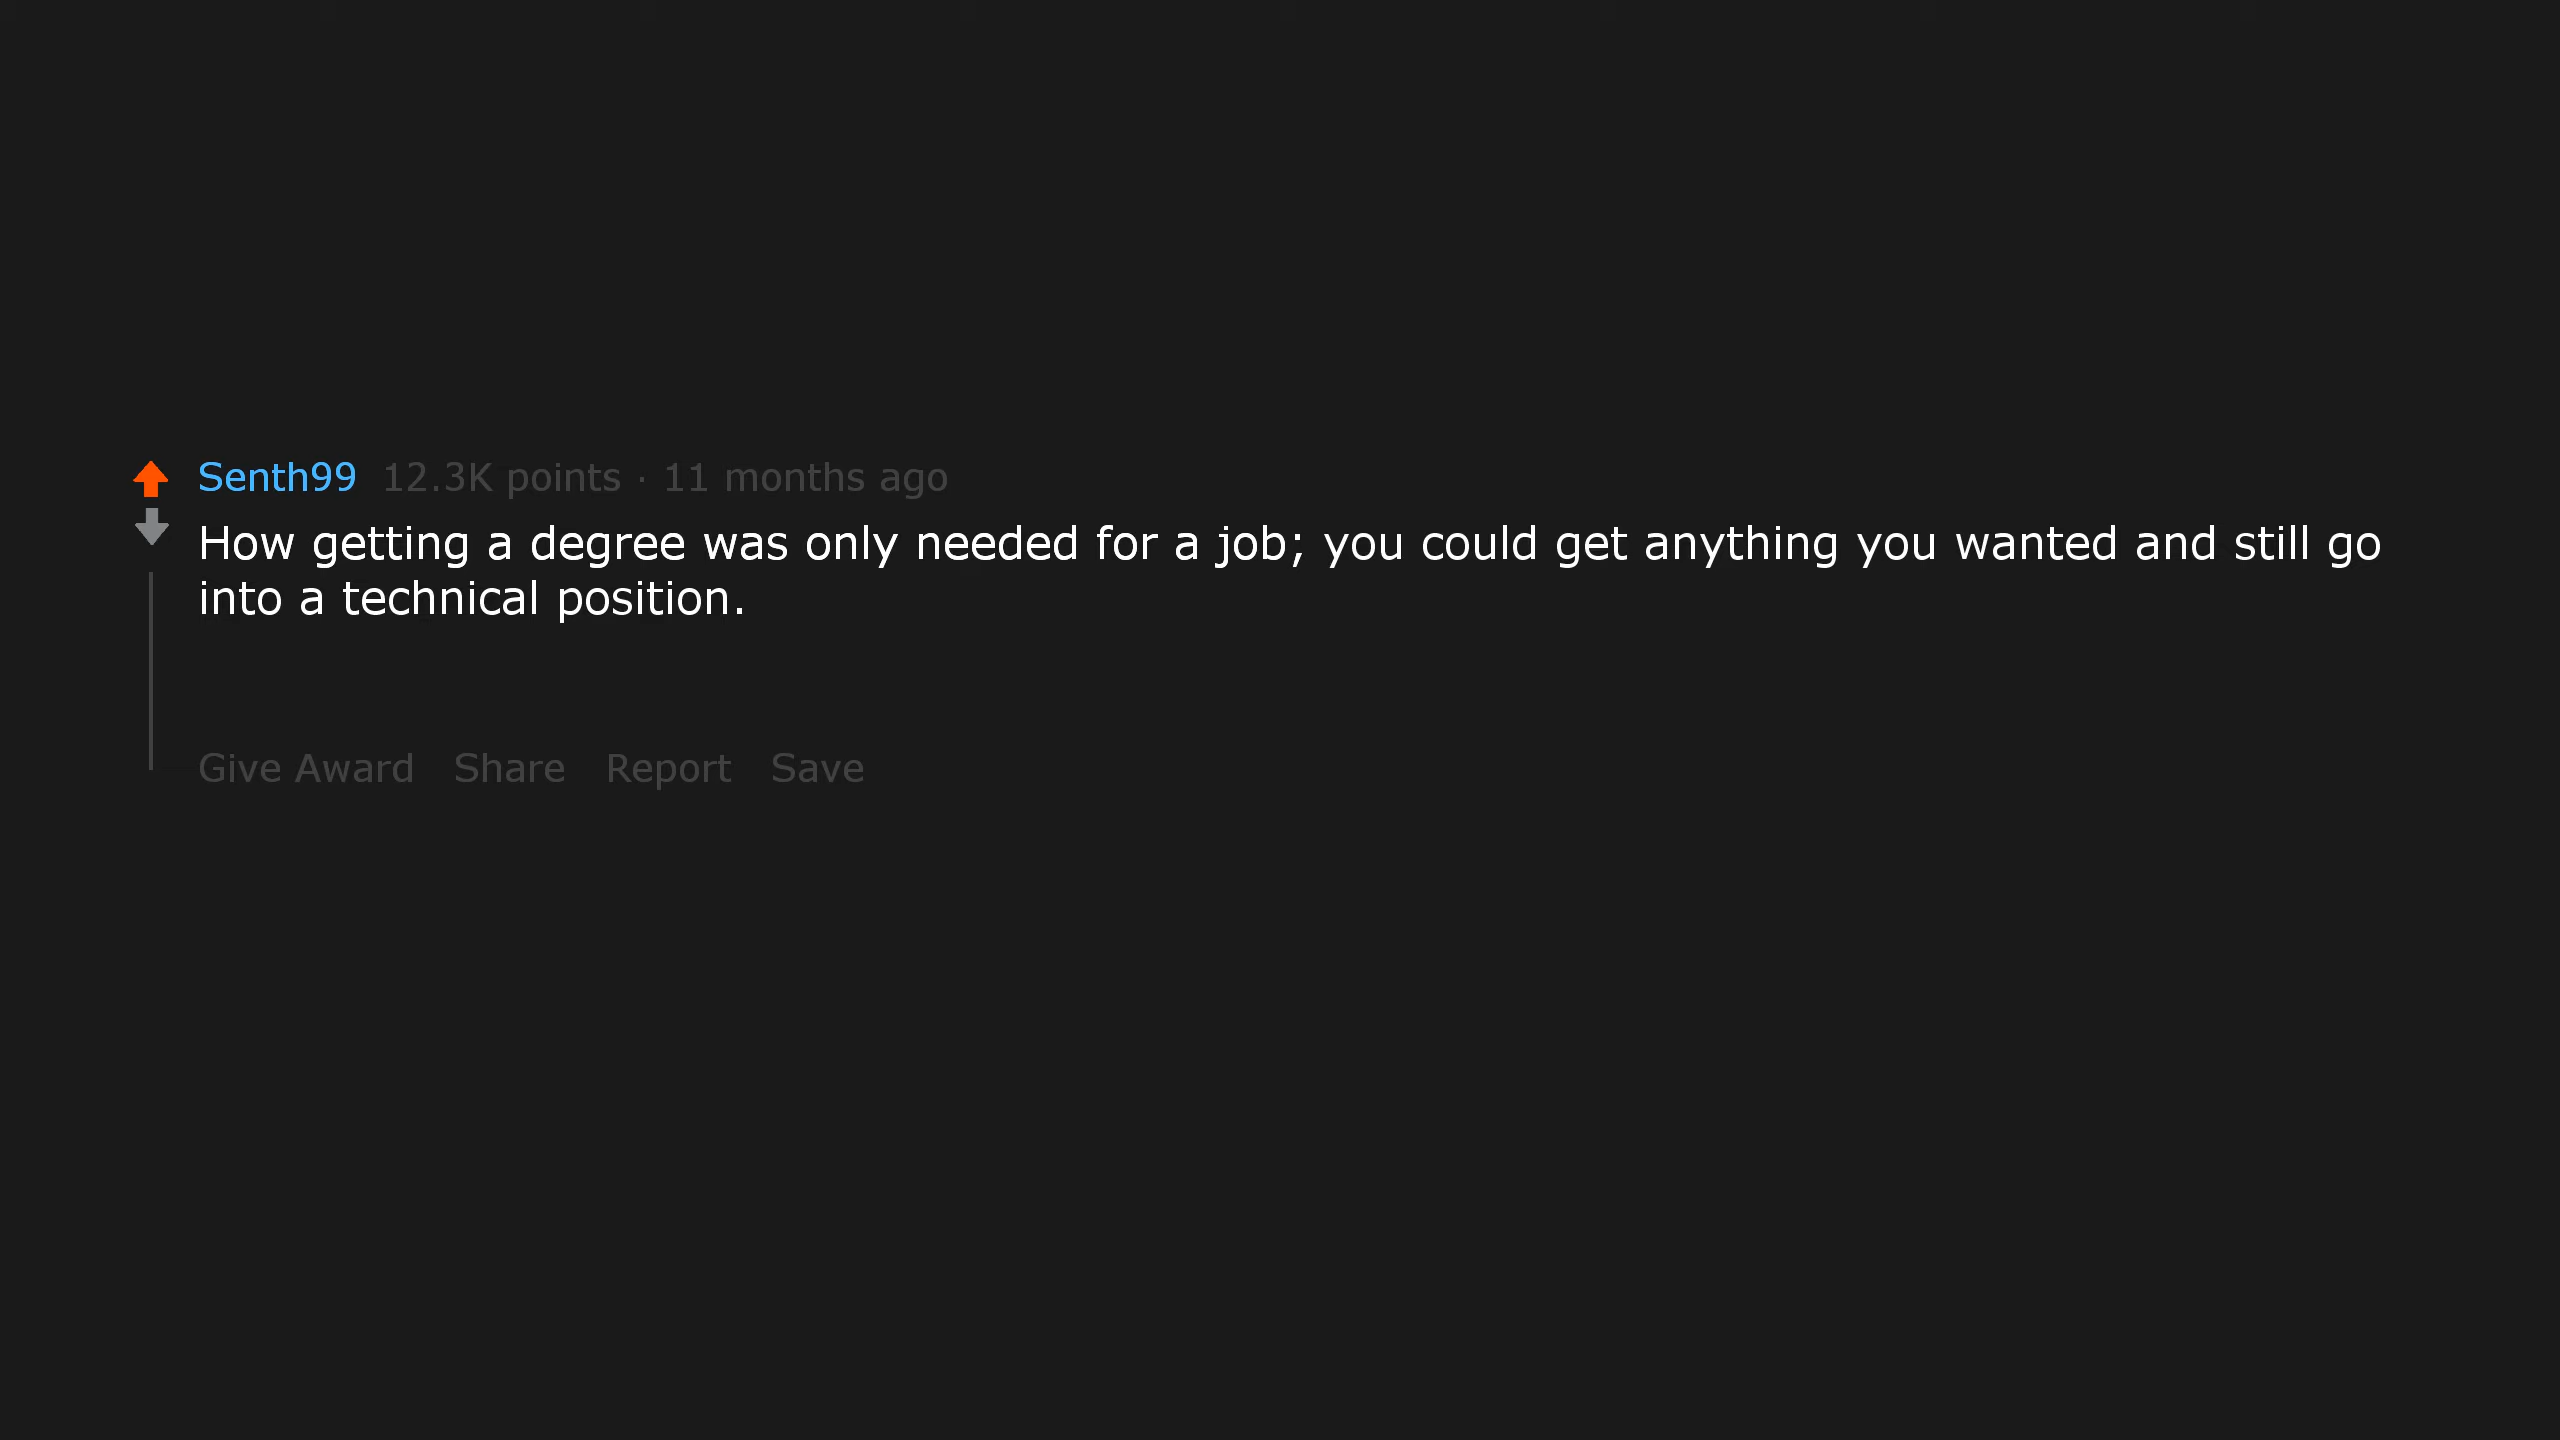 Senth99 12.3K points · 11 months ago
How getting a degree was only needed for a job; you could get anything you wanted and still go
into a technical position.
Give Award Share Report Save